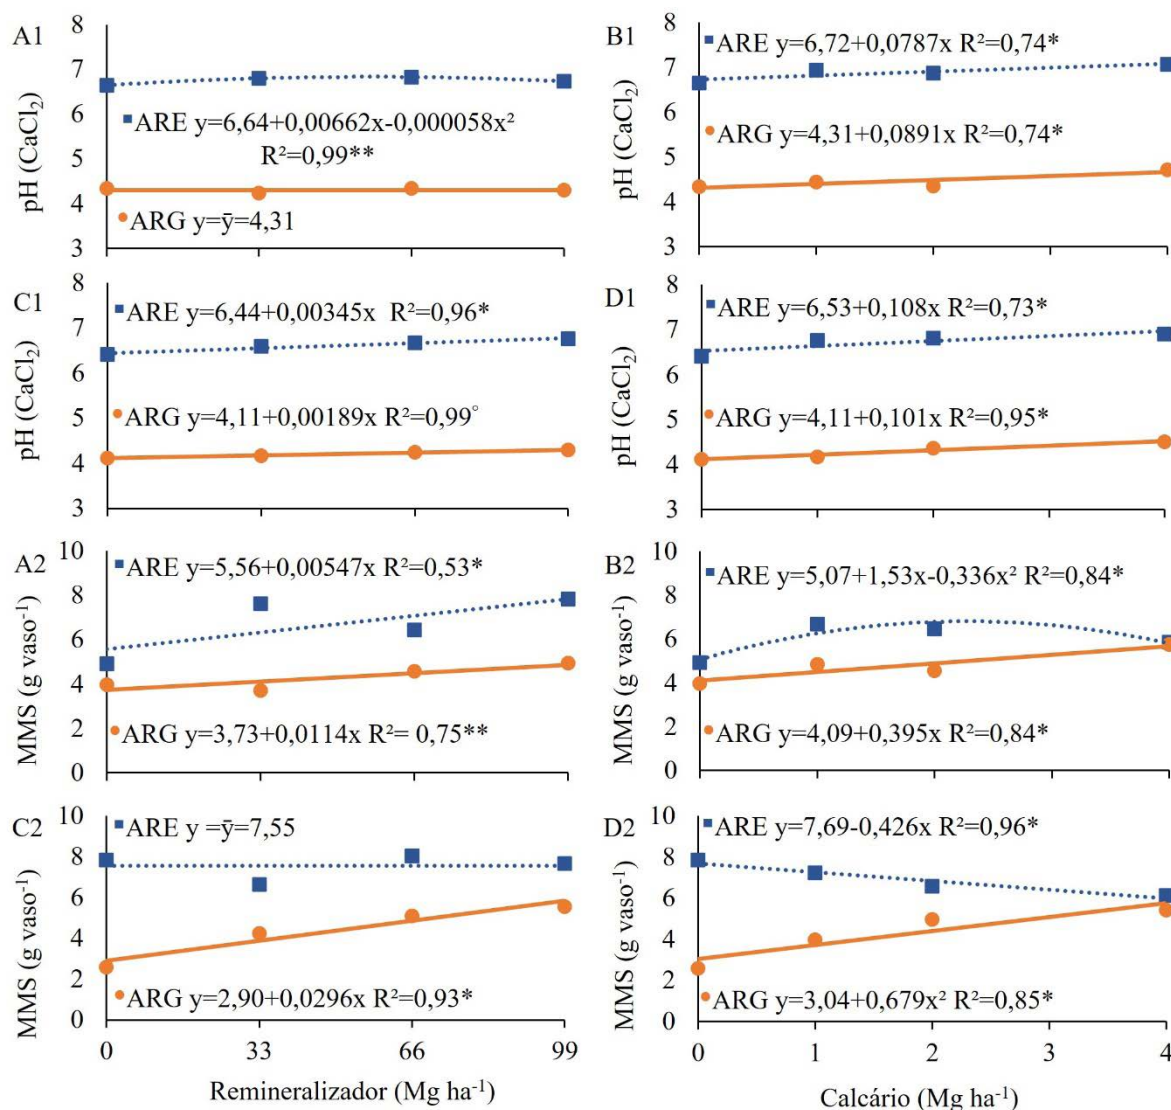 A1
8
7
6
5
4
3
pH (CaCl₂)
ARE y=6,64+0,00662x-0,000058x²
R²=0,99**
ARG y=ȳ=4,31
B1
8
7
6
5
4
3
pH (CaCl₂)
ARE y=6,72+0,0787x R²=0,74*
ARG y=4,31+0,0891x R²=0,74*
C1
8
7
6
5
4
3
pH (CaCl₂)
ARE y=6,44+0,00345x R²=0,96*
ARG y=4,11+0,00189x R²=0,99°
D1
8
7
6
5
4
3
pH (CaCl₂)
ARE y=6,53+0,108x R²=0,73*
ARG y=4,11+0,101x R²=0,95*
A2
10
8
6
4
2
0
MMS (g vaso⁻¹)
ARE y=5,56+0,00547x R²=0,53*
ARG y=3,73+0,0114x R²= 0,75**
B2
10
8
6
4
2
0
MMS (g vaso⁻¹)
ARE y=5,07+1,53x-0,336x² R²=0,84*
ARG y=4,09+0,395x R²=0,84*
C2
10
8
6
4
2
0
MMS (g vaso⁻¹)
ARE y =ȳ=7,55
ARG y=2,90+0,0296x R²=0,93*
0 33 66 99
Remineralizador (Mg ha⁻¹)
D2
10
8
6
4
2
0
MMS (g vaso⁻¹)
ARE y=7,69-0,426x R²=0,96*
ARG y=3,04+0,679x² R²=0,85*
0 1 2 3 4
Calcário (Mg ha⁻¹)